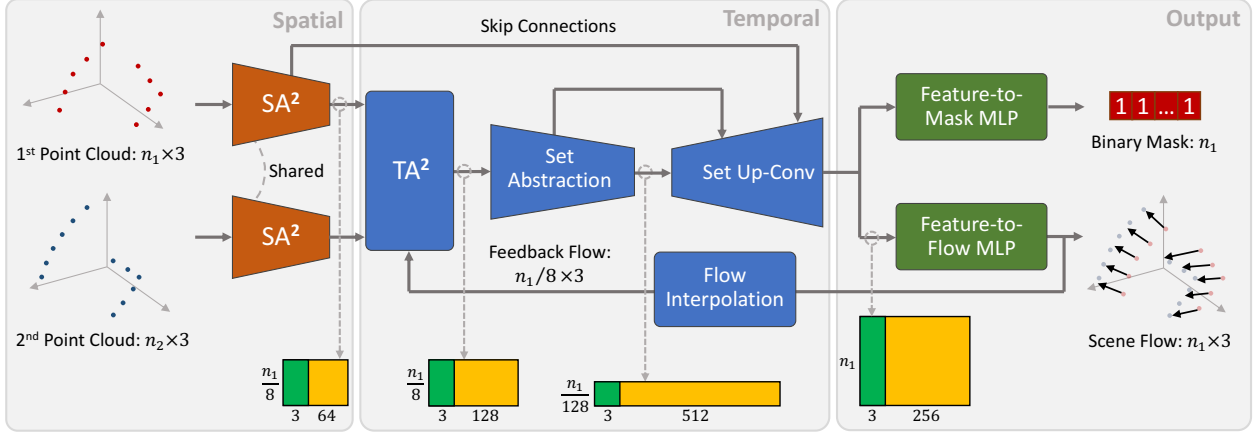 Spatial
Temporal
Output
Skip Connections
1st Point Cloud: n₁×3
SA²
Shared
SA²
2nd Point Cloud: n₂×3
TA²
Set
Abstraction
Set Up-Conv
Feedback Flow:
n₁/8×3
Flow
Interpolation
Feature-to-
Mask MLP
1 1 ... 1
Binary Mask: n₁
Feature-to-
Flow MLP
Scene Flow: n₁×3
n₁
8
3 64
n₁
8
3 128
n₁
128
3 512
n₁
3 256